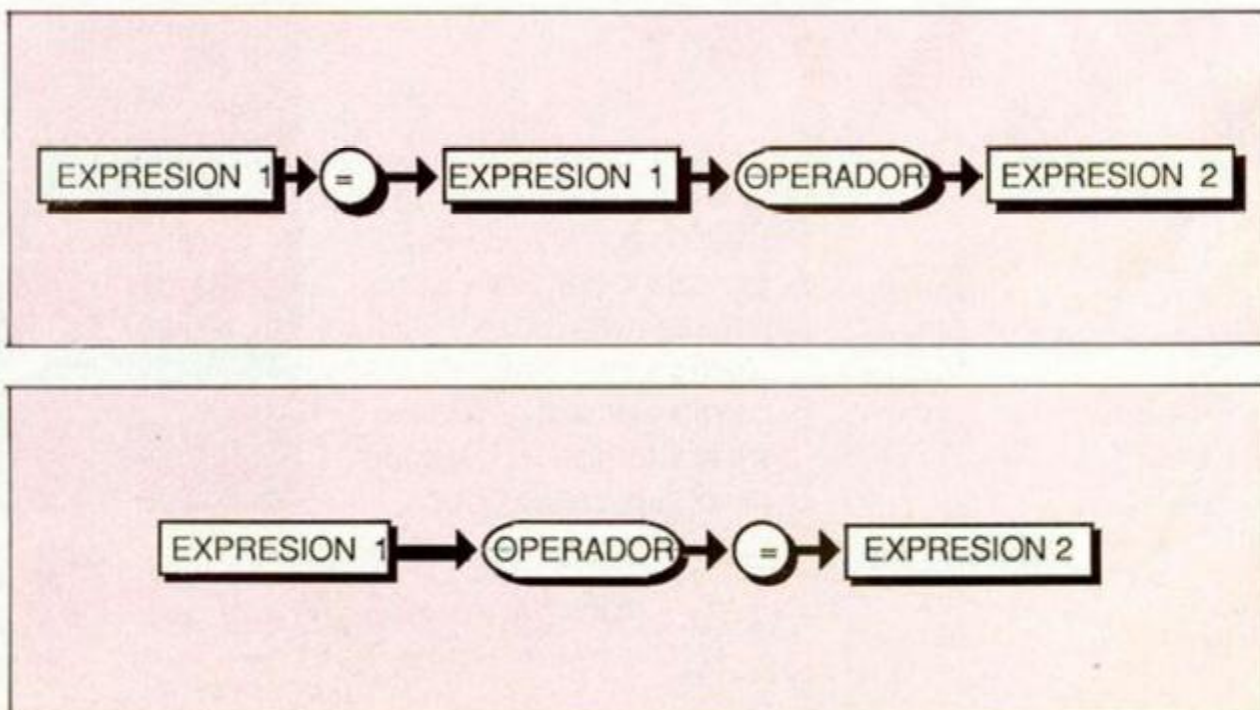 EXPRESION 1 = EXPRESION 1 OPERADOR EXPRESION 2
EXPRESION 1 OPERADOR = EXPRESION 2